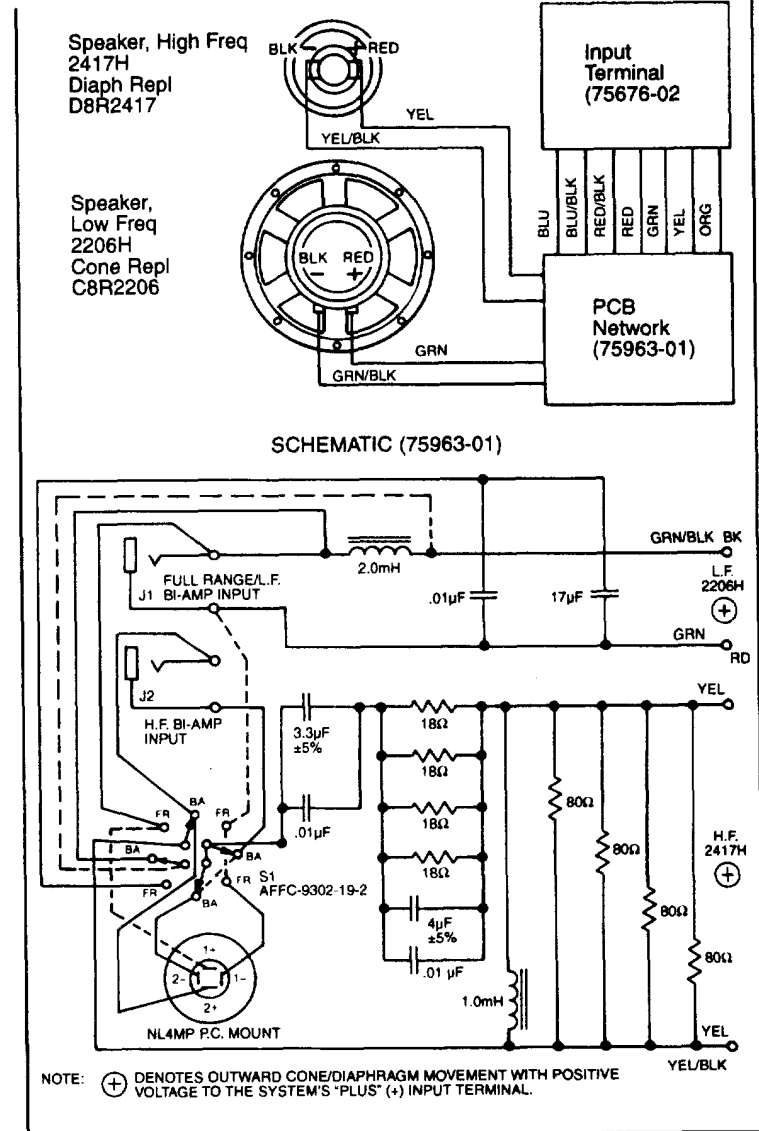 Speaker, High Freq
2417H
Diaph Repl
D8R2417
BLK
RED
YEL
YEL/BLK
Input
Terminal
(75676-02
BLU
BLU/BLK
RED/BLK
RED
GRN
YEL
ORG
Speaker,
Low Freq
2206H
Cone Repl
C8R2206
BLK RED
− +
GRN
GRN/BLK
PCB
Network
(75963-01)
SCHEMATIC (75963-01)
GRN/BLK BK
L.F.
2206H
+
GRN
RD
2.0mH
.01µF
17µF
J1
FULL RANGE/L.F.
BI-AMP INPUT
J2
H.F. BI-AMP
INPUT
YEL
3.3µF
±5%
.01µF
18Ω
18Ω
18Ω
18Ω
4µF
±5%
.01 µF
1.0mH
80Ω
80Ω
80Ω
80Ω
H.F.
2417H
+
FR
BA
FR
BA
BA
FR
FR
BA
S1
AFFC-9302-19-2
1+
2−
1−
2+
NL4MP P.C. MOUNT
YEL
YEL/BLK
NOTE: + DENOTES OUTWARD CONE/DIAPHRAGM MOVEMENT WITH POSITIVE
VOLTAGE TO THE SYSTEM'S "PLUS" (+) INPUT TERMINAL.